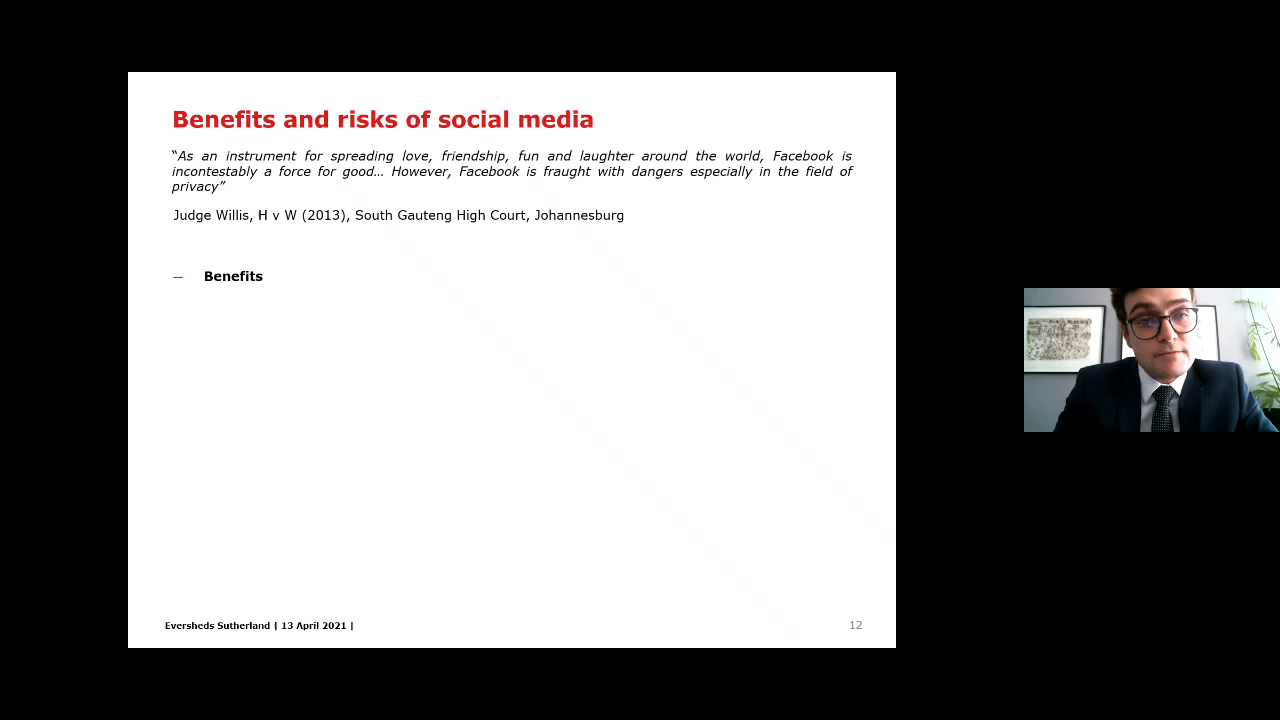 Benefits and risks of social media
“As an instrument for spreading love, friendship, fun and laughter around the world, Facebook is
incontestably a force for good… However, Facebook is fraught with dangers especially in the field of
privacy”
Judge Willis, H v W (2013), South Gauteng High Court, Johannesburg
— Benefits
Eversheds Sutherland | 13 April 2021 |
12